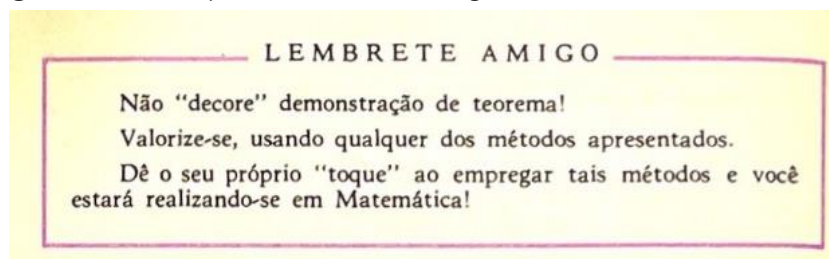 LEMBRETE AMIGO
Não “decore” demonstração de teorema!
Valorize-se, usando qualquer dos métodos apresentados.
Dê o seu próprio “toque” ao empregar tais métodos e você
estará realizando-se em Matemática!